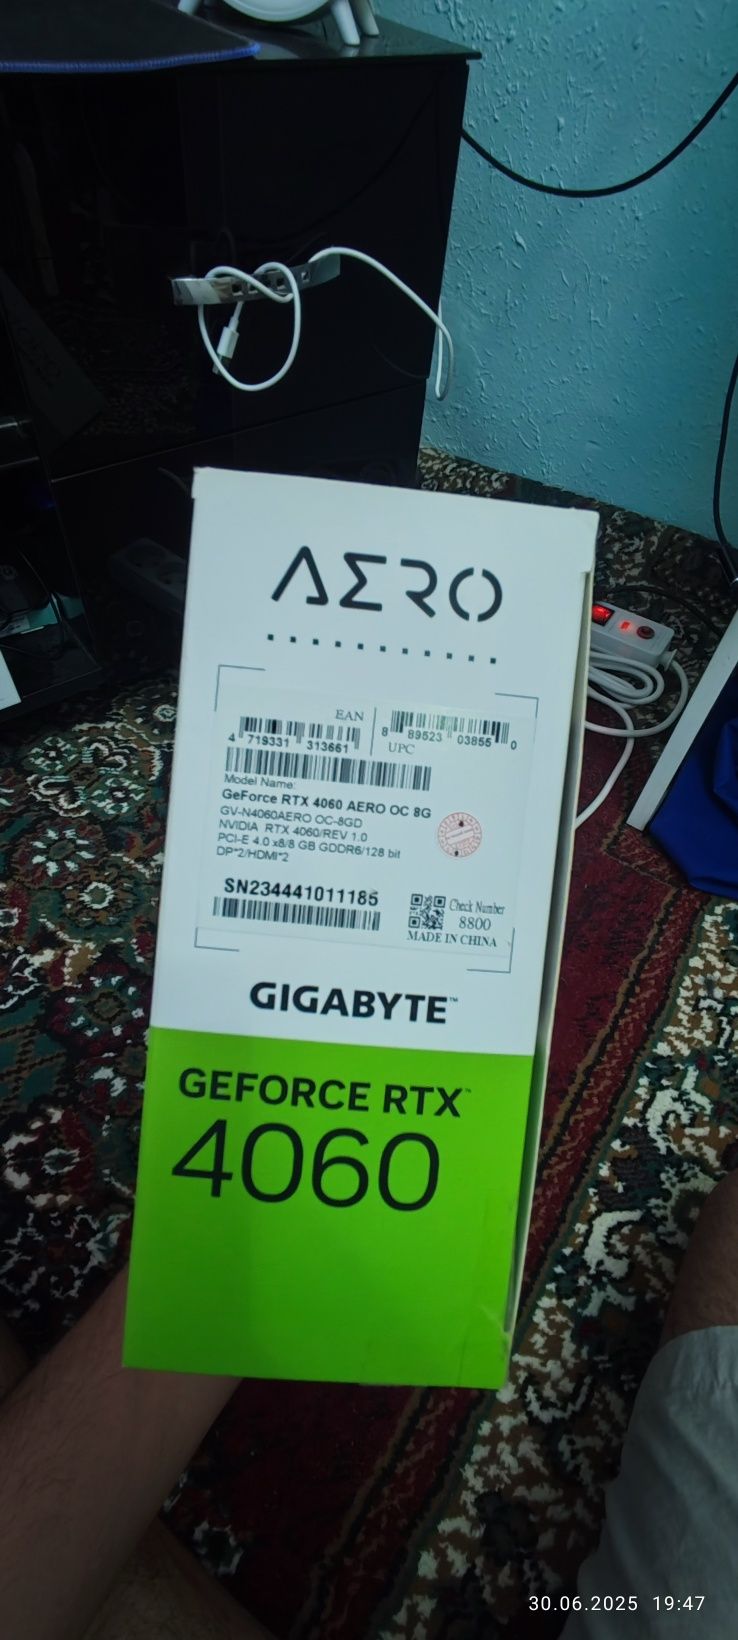 AERO
EAN
4 719331 313661
8 89523 03855 0
UPC
Model Name:
GeForce RTX 4060 AERO OC 8G
GV-N4060AERO OC-8GD
NVIDIA RTX 4060/REV 1.0
PCI-E 4.0 x8/8 GB GDDR6/128 bit
DP*2/HDMI*2
SN234441011185
Check Number
8800
MADE IN CHINA
GIGABYTE™
GEFORCE RTX™
4060
30.06.2025 19:47